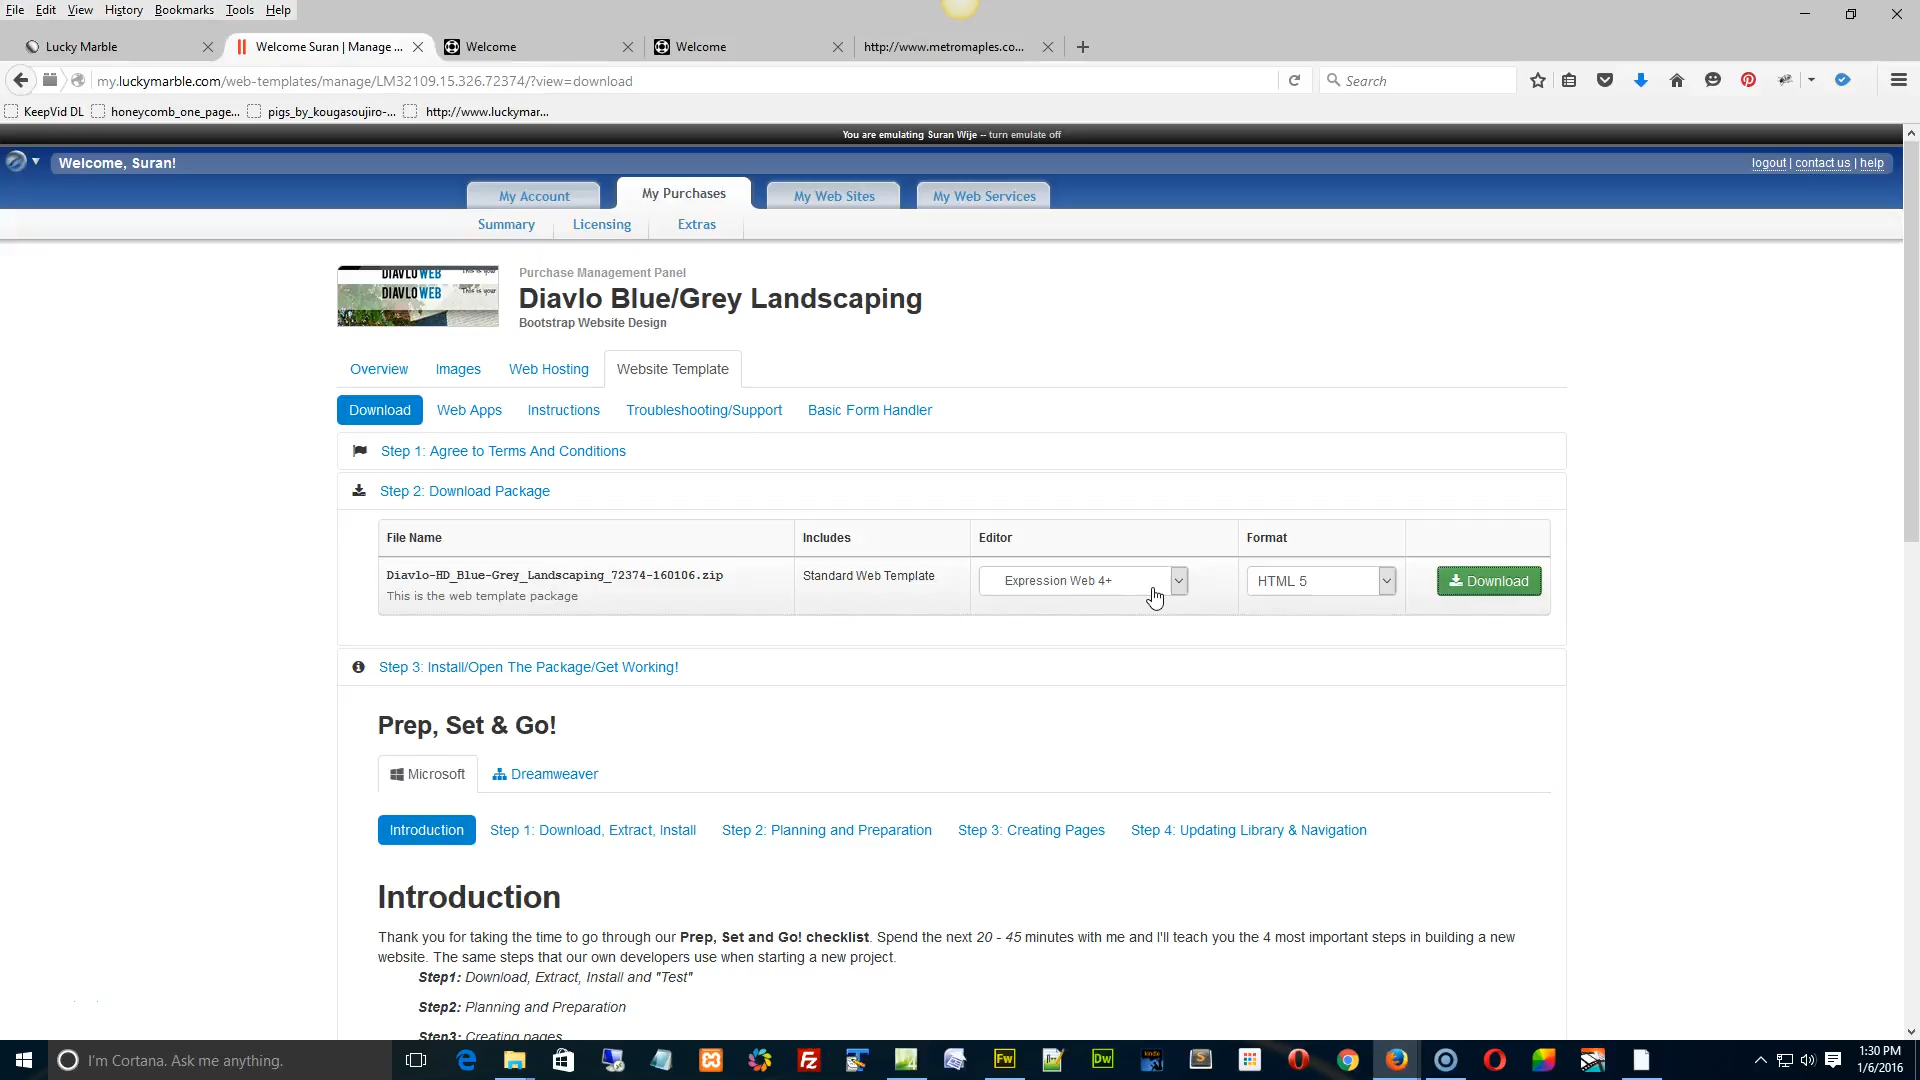 File Edit View History Bookmarks Tools Help
Lucky Marble
Welcome Suran | Manage ...
Welcome
Welcome
http://www.metromaples.co...
my.luckymarble.com/web-templates/manage/LM32109.15.326.72374/?view=download
Search
KeepVid DL
honeycomb_one_page...
pigs_by_kougasoujiro-...
http://www.luckymar...
You are emulating Suran Wije -- turn emulate off
Welcome, Suran!
logout | contact us | help
My Account
My Purchases
My Web Sites
My Web Services
Summary
Licensing
Extras
DIAVLO WEB
DIAVLO WEB
This is your
Purchase Management Panel
Diavlo Blue/Grey Landscaping
Bootstrap Website Design
Overview
Images
Web Hosting
Website Template
Download
Web Apps
Instructions
Troubleshooting/Support
Basic Form Handler
Step 1: Agree to Terms And Conditions
Step 2: Download Package
File Name
Includes
Editor
Format
Diavlo-HD_Blue-Grey_Landscaping_72374-160106.zip
This is the web template package
Standard Web Template
Expression Web 4+
HTML 5
Download
Step 3: Install/Open The Package/Get Working!
Prep, Set & Go!
Microsoft
Dreamweaver
Introduction
Step 1: Download, Extract, Install
Step 2: Planning and Preparation
Step 3: Creating Pages
Step 4: Updating Library & Navigation
Introduction
Thank you for taking the time to go through our Prep, Set and Go! checklist. Spend the next 20 - 45 minutes with me and I'll teach you the 4 most important steps in building a new
website. The same steps that our own developers use when starting a new project.
Step1: Download, Extract, Install and "Test"
Step2: Planning and Preparation
Step3: Creating pages
I'm Cortana. Ask me anything.
Fw
Dw
kindle
1:30 PM
1/6/2016